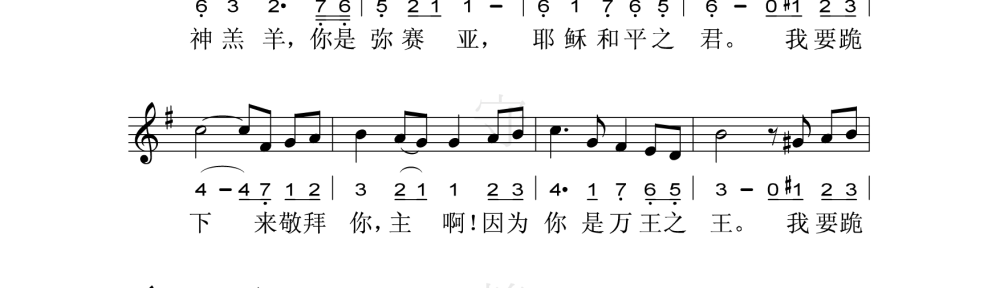 6 3 2• 7 6 | 5 2 1 1 – | 6 1 7 6 5 | 6 – 0 #1 2 3 |
神羔羊，你是弥赛亚，耶稣和平之君。我要跪
4 – 4 7 1 2 | 3 2 1 1 2 3 | 4• 1 7 6 5 | 3 – 0 #1 2 3 |
下来敬拜你，主啊！因为你是万王之王。我要跪